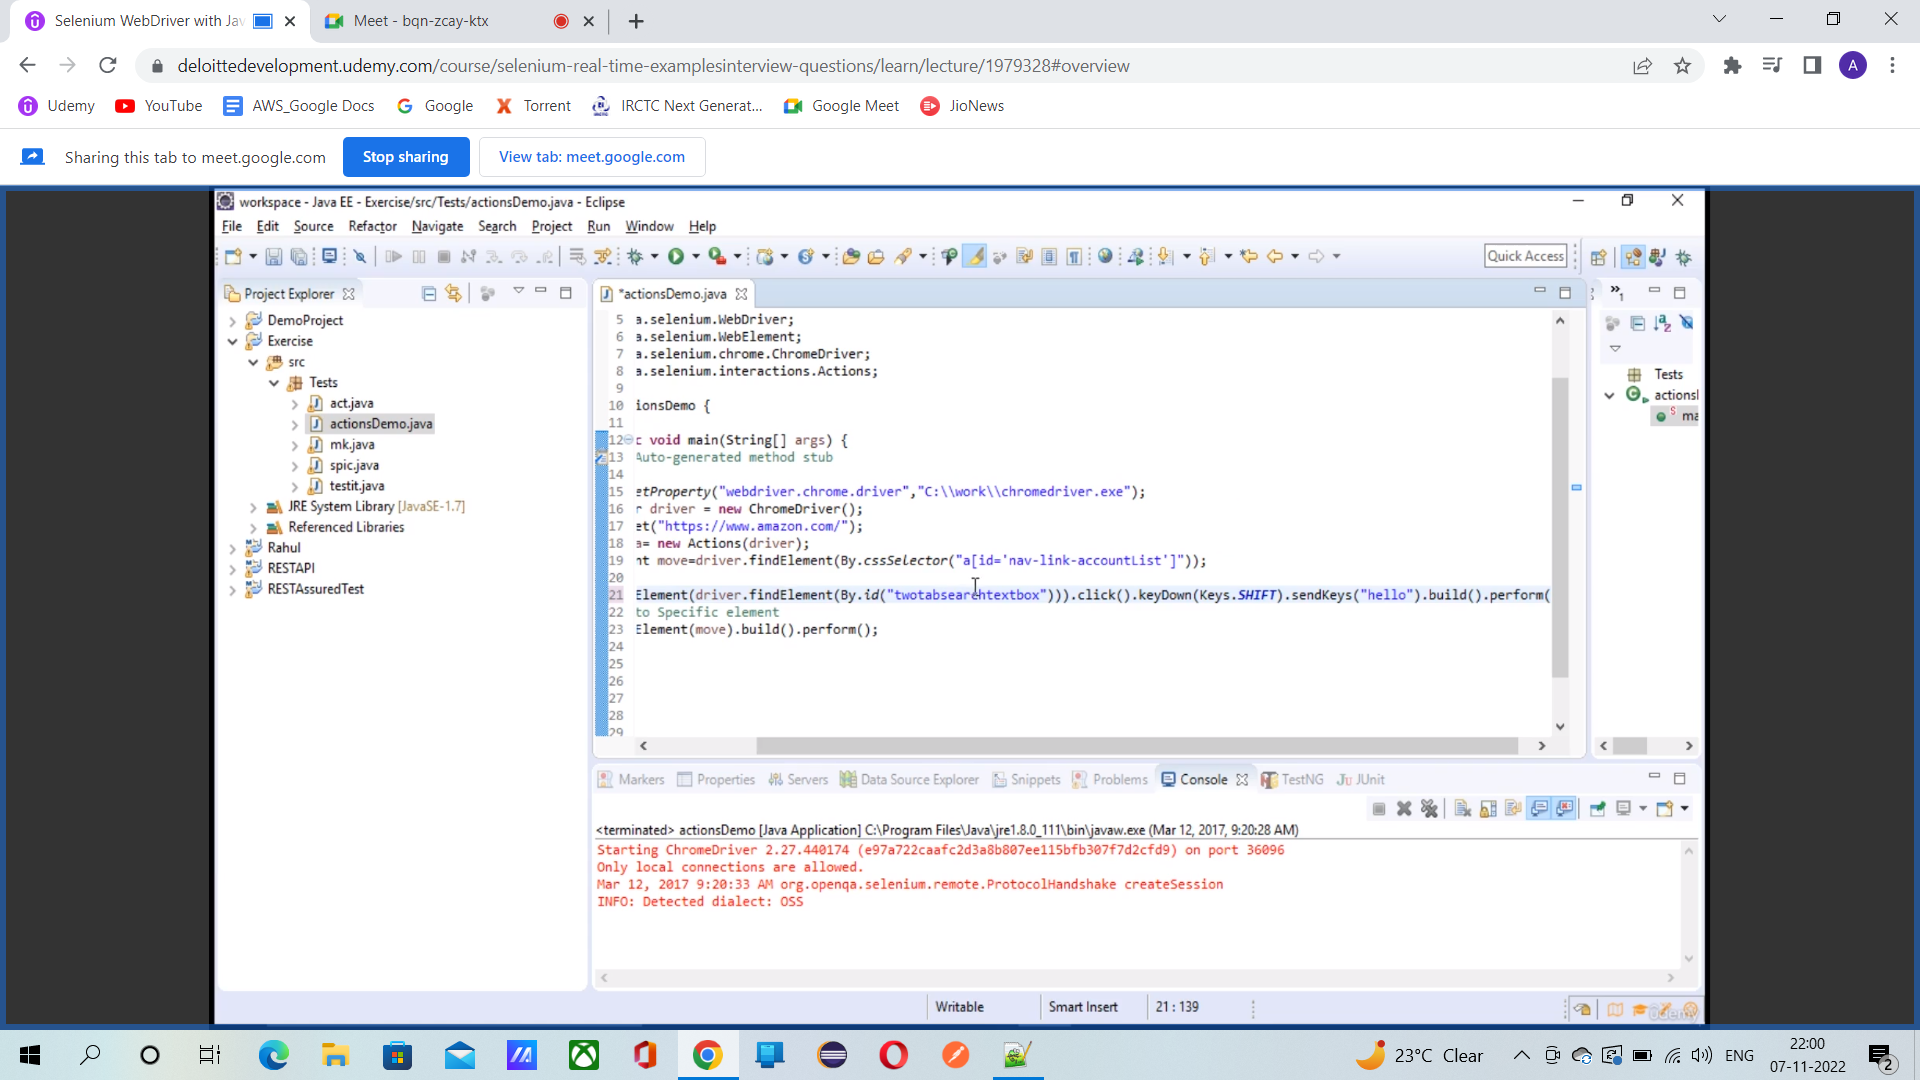 Selenium WebDriver with Jav
Meet - bqn-zcay-ktx
deloittedevelopment.udemy.com/course/selenium-real-time-examplesinterview-questions/learn/lecture/1979328#overview
A
Udemy YouTube AWS_Google Docs Google Torrent IRCTC Next Generat... Google Meet JioNews
Sharing this tab to meet.google.com Stop sharing View tab: meet.google.com
workspace - Java EE - Exercise/src/Tests/actionsDemo.java - Eclipse
File Edit Source Refactor Navigate Search Project Run Window Help
Quick Access
Project Explorer
*actionsDemo.java
DemoProject
Exercise
src
Tests
act.java
actionsDemo.java
mk.java
spic.java
testit.java
JRE System Library [JavaSE-1.7]
Referenced Libraries
Rahul
RESTAPI
RESTAssuredTest
5 a.selenium.WebDriver;
6 a.selenium.WebElement;
7 a.selenium.chrome.ChromeDriver;
8 a.selenium.interactions.Actions;
9
10 ionsDemo {
11
12 c void main(String[] args) {
13 Auto-generated method stub
14
15 etProperty("webdriver.chrome.driver","C:\\work\\chromedriver.exe");
16 r driver = new ChromeDriver();
17 et("https://www.amazon.com/");
18 a= new Actions(driver);
19 nt move=driver.findElement(By.cssSelector("a[id='nav-link-accountList']"));
20
21 Element(driver.findElement(By.id("twotabsearchtextbox"))).click().keyDown(Keys.SHIFT).sendKeys("hello").build().perform(
22 to Specific element
23 Element(move).build().perform();
24
25
26
27
28
29
Tests
actionsl
ma
Markers Properties Servers Data Source Explorer Snippets Problems Console TestNG JUnit
<terminated> actionsDemo [Java Application] C:\Program Files\Java\jre1.8.0_111\bin\javaw.exe (Mar 12, 2017, 9:20:28 AM)
Starting ChromeDriver 2.27.440174 (e97a722caafc2d3a8b807ee115bfb307f7d2cfd9) on port 36096
Only local connections are allowed.
Mar 12, 2017 9:20:33 AM org.openqa.selenium.remote.ProtocolHandshake createSession
INFO: Detected dialect: OSS
Writable Smart Insert 21 : 139
Udemy
23°C Clear
ENG
22:00
07-11-2022
2